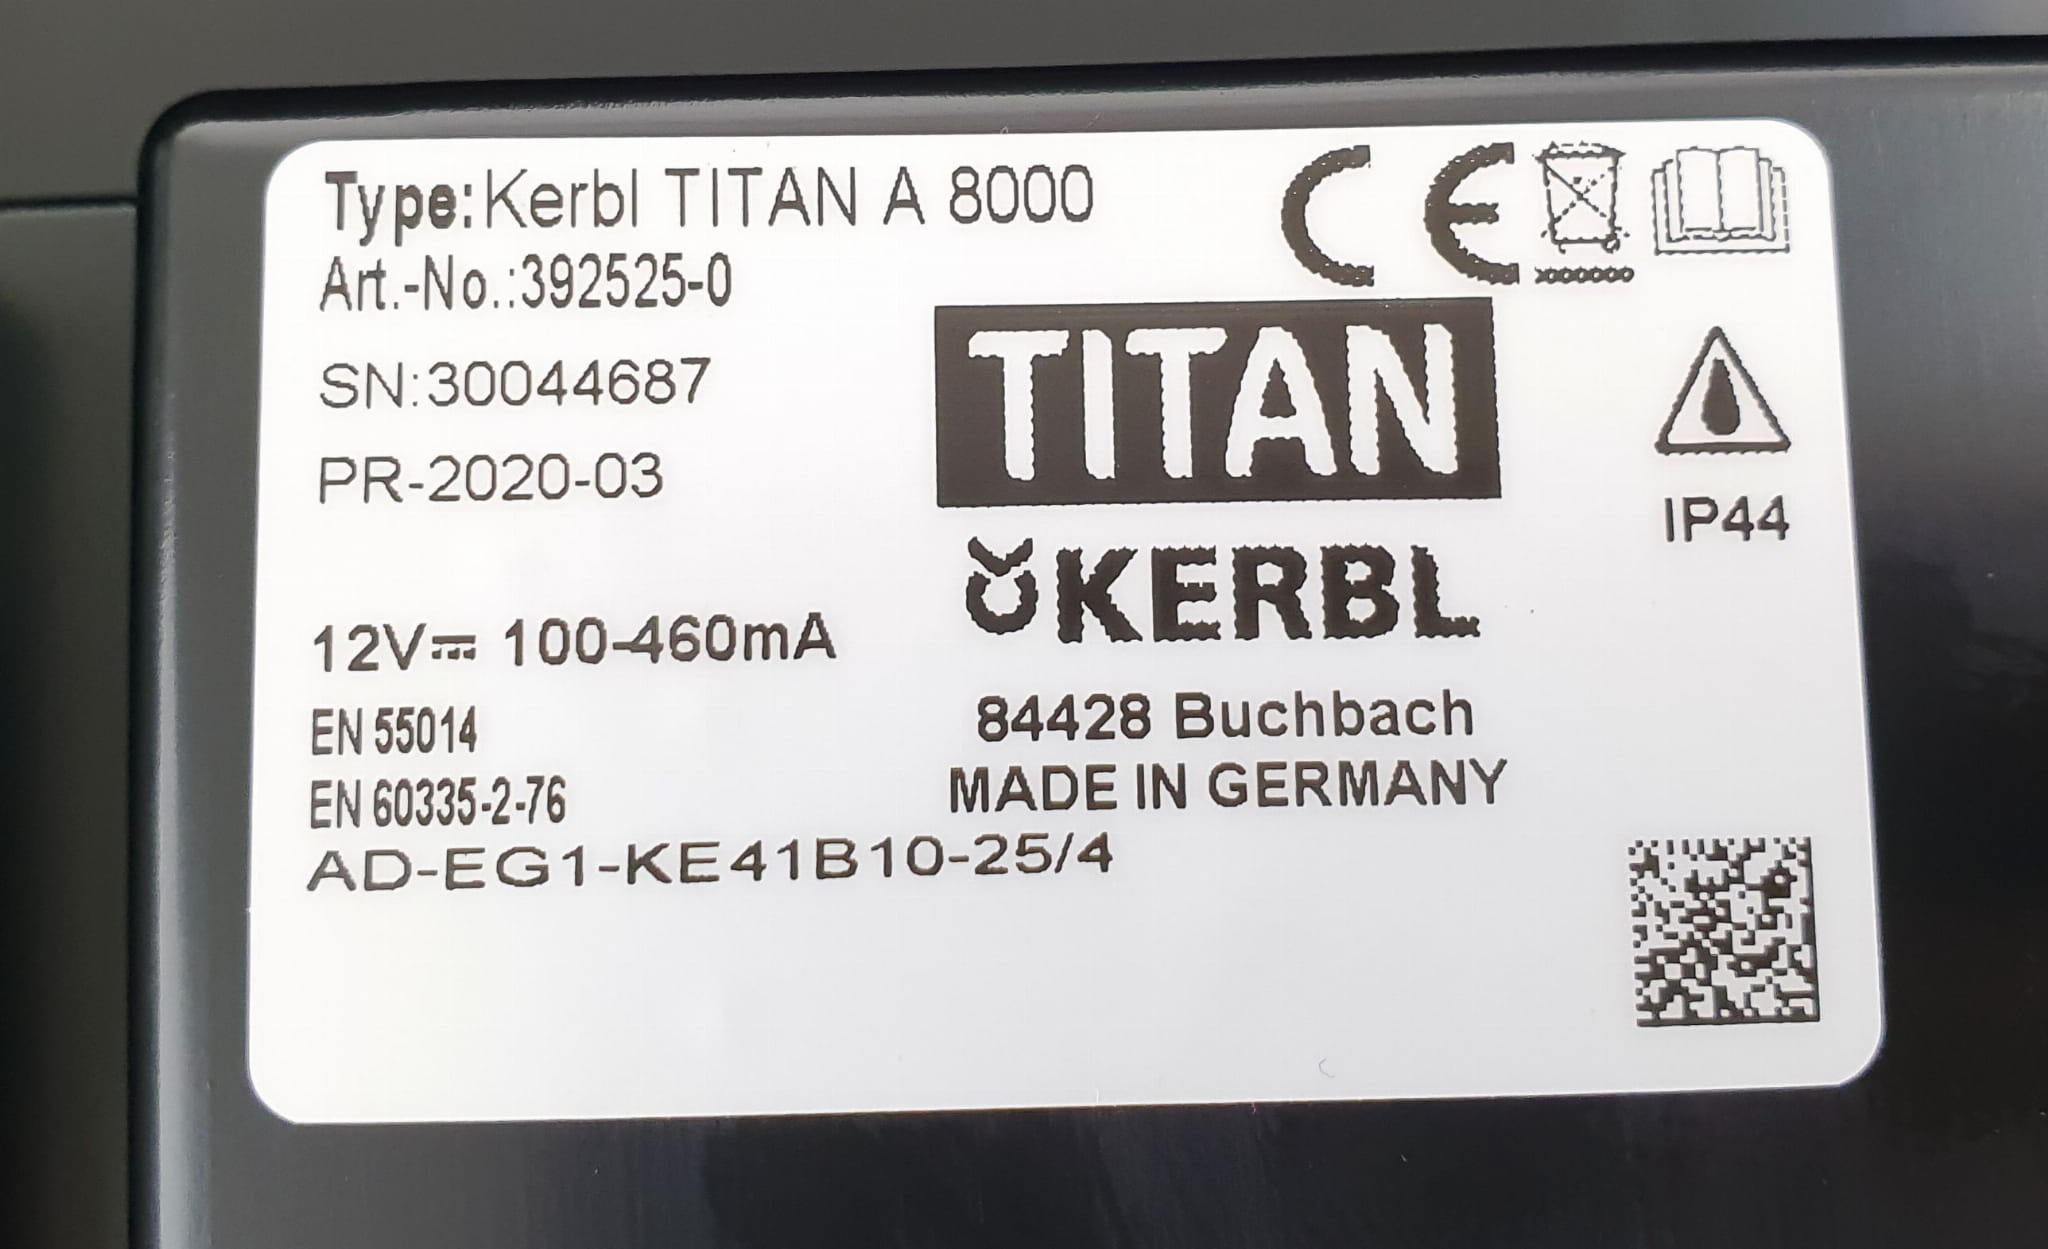 Type:Kerbl TITAN A 8000
CE
Art.-No.:392525-0
TITAN
SN:30044687
PR-2020-03
IP44
KERBL
12V⎓ 100-460mA
84428 Buchbach
EN 55014
MADE IN GERMANY
EN 60335-2-76
AD-EG1-KE41B10-25/4